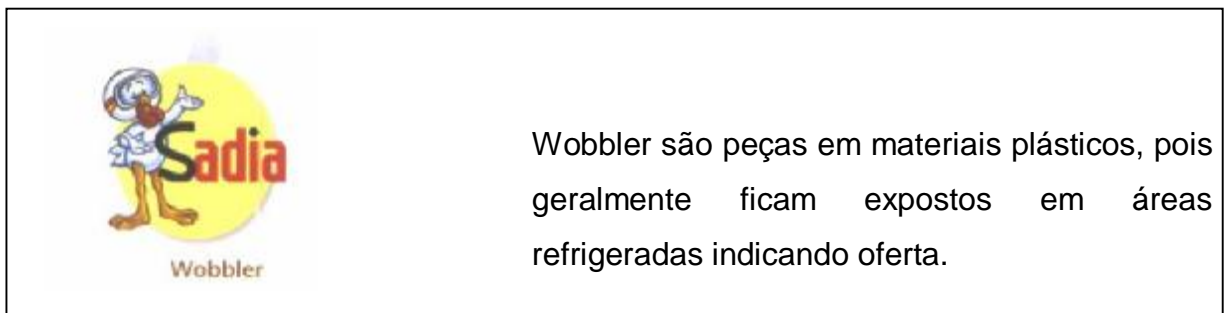 Sadia
Wobbler
Wobbler são peças em materiais plásticos, pois
geralmente ficam expostos em áreas
refrigeradas indicando oferta.